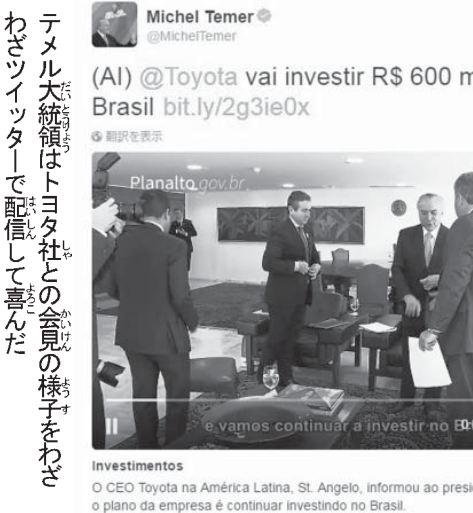 テメル大統領はトヨタ社との会見の様子をわざ
わざツイッターで配信して喜んだ
Michel Temer
@MichelTemer
(AI) @Toyota vai investir R$ 600 m
Brasil bit.ly/2g3ie0x
翻訳を表示
Planalto.gov.br
e vamos continuar a investir no
Investimentos
O CEO Toyota na América Latina, St. Angelo, informou ao presi
o plano da empresa é continuar investindo no Brasil.